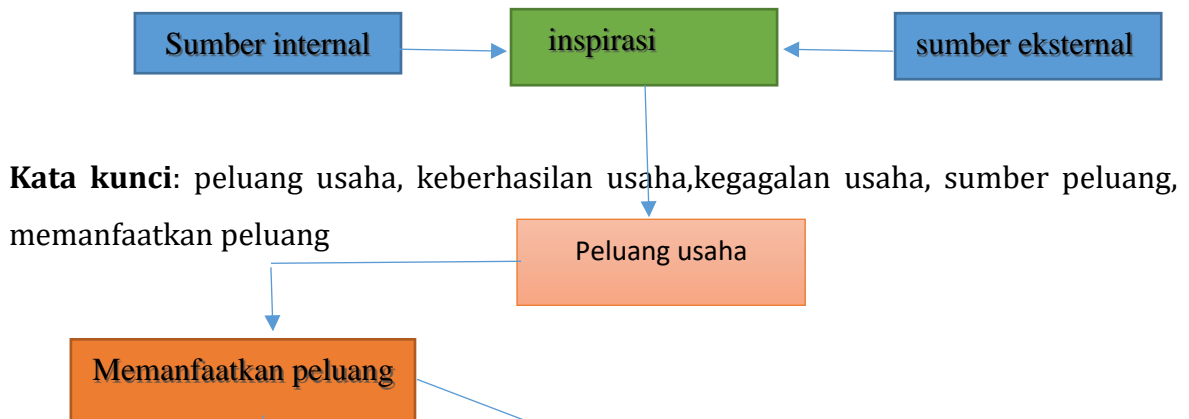 Sumber internal
inspirasi
sumber eksternal
Kata kunci: peluang usaha, keberhasilan usaha,kegagalan usaha, sumber peluang,
memanfaatkan peluang
Peluang usaha
Memanfaatkan peluang